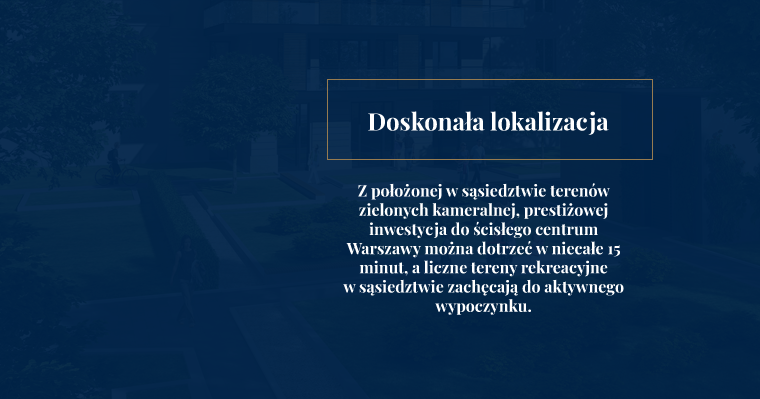 Doskonała lokalizacja
Z położonej w sąsiedztwie terenów
zielonych kameralnej, prestiżowej
inwestycja do ścisłego centrum
Warszawy można dotrzeć w niecałe 15
minut, a liczne tereny rekreacyjne
w sąsiedztwie zachęcają do aktywnego
wypoczynku.